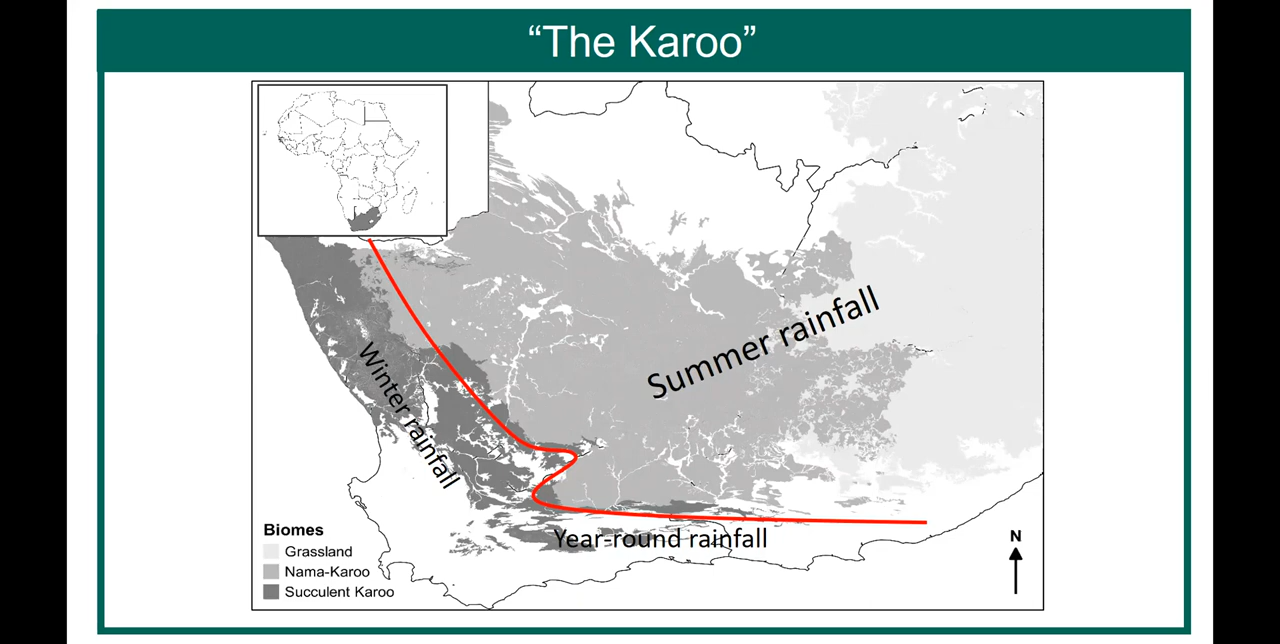 “The Karoo”
Summer rainfall
Winter rainfall
Year-round rainfall
Biomes
Grassland
Nama-Karoo
Succulent Karoo
N